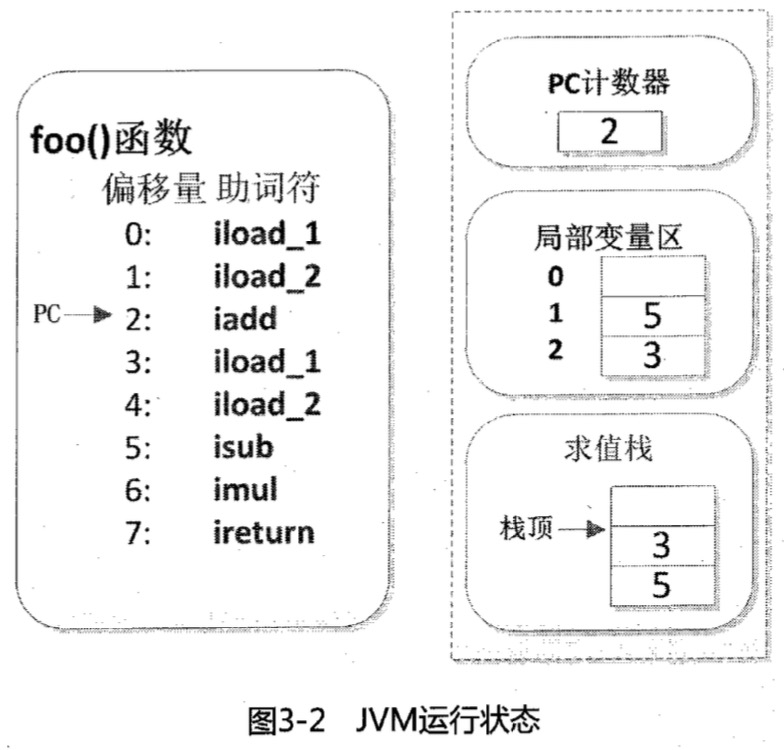 foo()函数
偏移量 助词符
0: iload_1
1: iload_2
PC 2: iadd
3: iload_1
4: iload_2
5: isub
6: imul
7: ireturn
PC计数器
2
局部变量区
0
1 5
2 3
求值栈
栈顶
3
5
图3-2 JVM运行状态